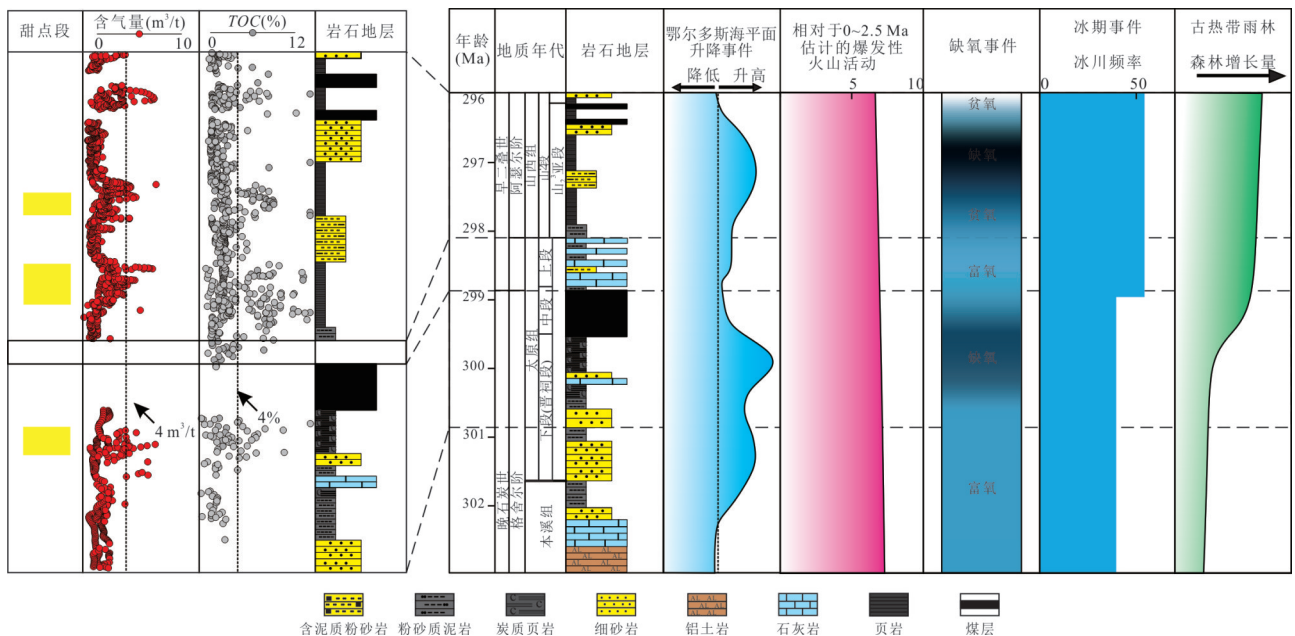 甜点段
含气量(m³/t)
0
10
TOC(%)
0
12
岩石地层
4 m³/t
4%
年龄
(Ma)
地质年代
岩石地层
鄂尔多斯海平面
升降事件
降低
升高
相对于0~2.5 Ma
估计的爆发性
火山活动
5
10
缺氧事件
冰期事件
冰川频率
0
50
古热带雨林
森林增长量
296
297
298
299
300
301
302
早二叠世
阿瑟尔阶
晚石炭世
格舍尔阶
山西组
山₂段
山₂³亚段
太原组
上段
中段
下段(晋祠段)
本溪组
贫氧
缺氧
富氧
缺氧
富氧
含泥质粉砂岩
粉砂质泥岩
炭质页岩
细砂岩
铝土岩
石灰岩
页岩
煤层